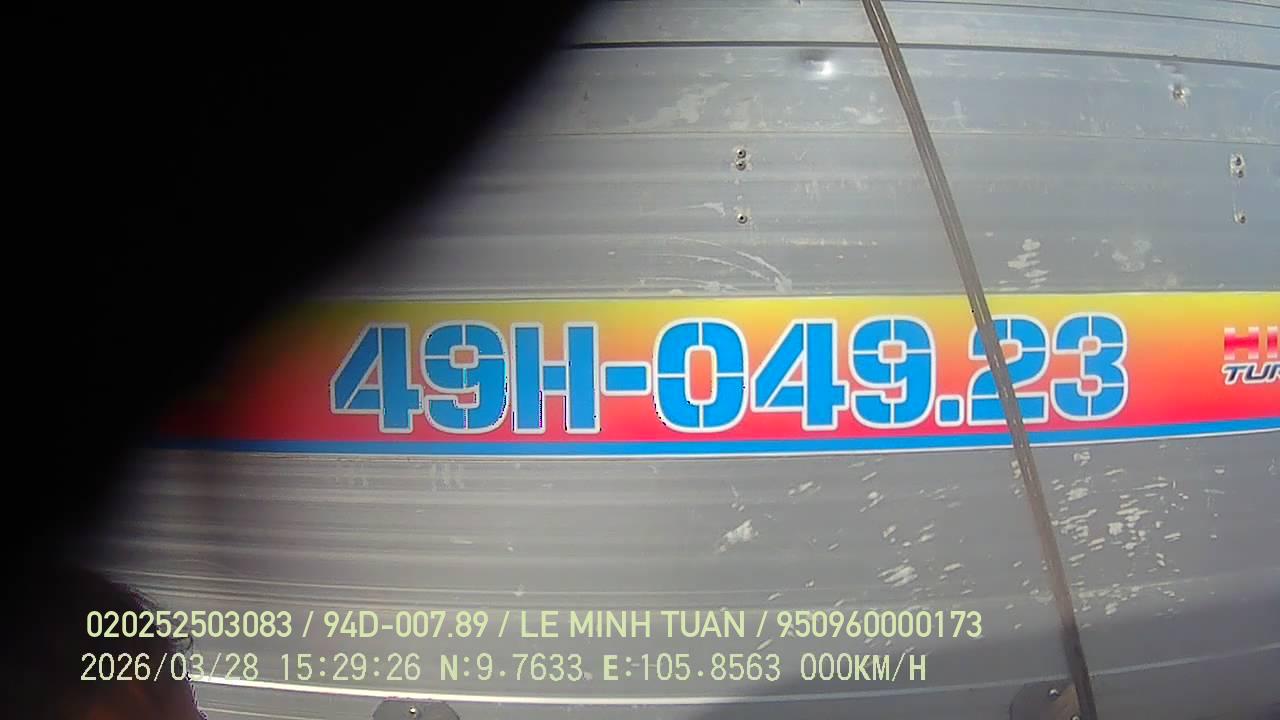 49H-049.23
020252503083 / 94D-007.89 / LE MINH TUAN / 950960000173
2026/03/28 15:29:26 N:9.7633 E:105.8563 000KM/H